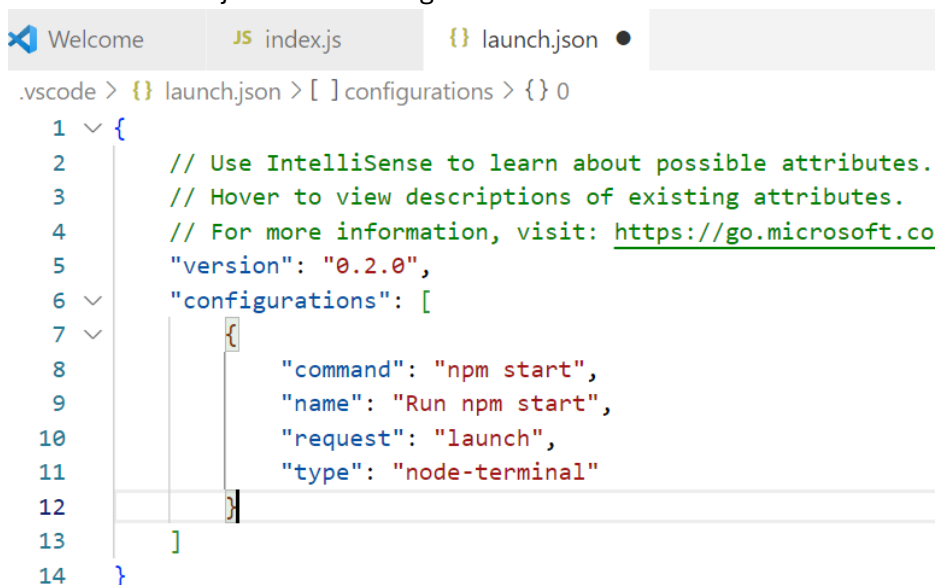 Welcome JS index.js {} launch.json ●
.vscode > {} launch.json > [ ] configurations > {} 0
1 {
2 // Use IntelliSense to learn about possible attributes.
3 // Hover to view descriptions of existing attributes.
4 // For more information, visit: https://go.microsoft.co
5 "version": "0.2.0",
6 "configurations": [
7 {
8 "command": "npm start",
9 "name": "Run npm start",
10 "request": "launch",
11 "type": "node-terminal"
12 }
13 ]
14 }